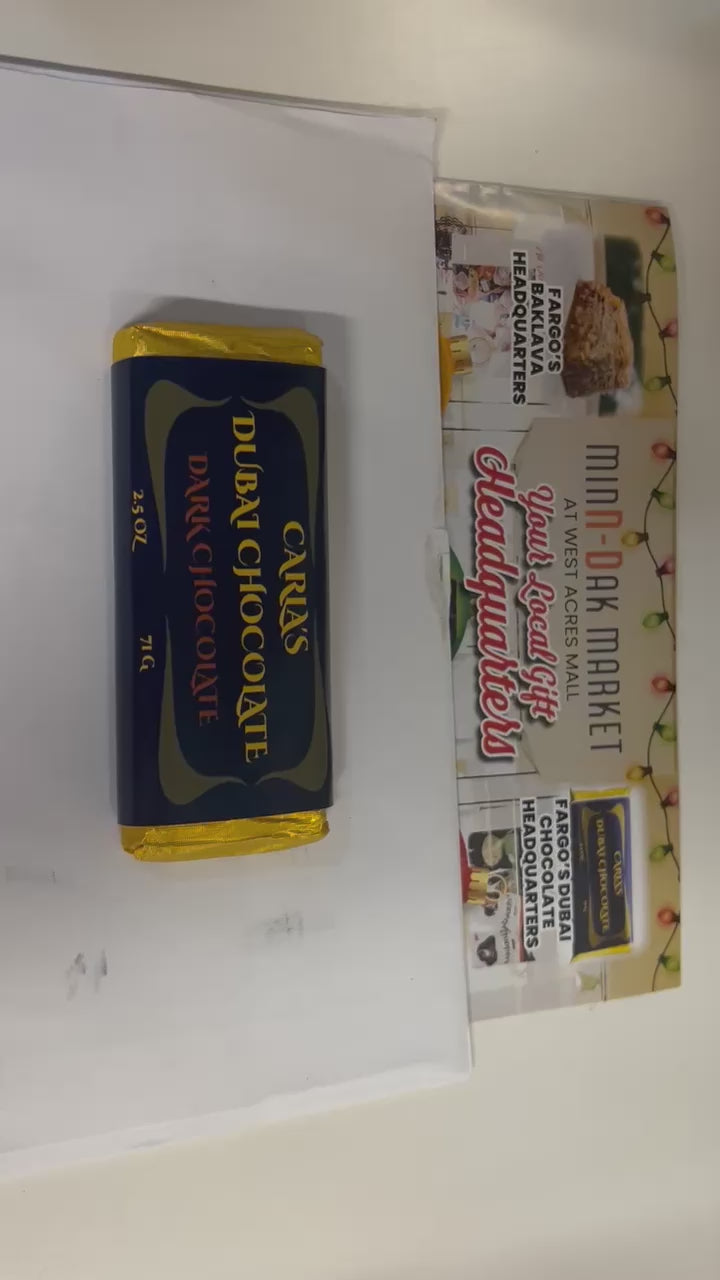 CARLA'S
DUBAI CHOCOLATE
DARK CHOCOLATE
2.5 OZ
71 G
MINN-DAK MARKET
AT WEST ACRES MALL
Your Local Gift
Headquarters
FARGO'S
BAKLAVA
HEADQUARTERS
CARLA'S
DUBAI CHOCOLATE
FARGO'S DUBAI
CHOCOLATE
HEADQUARTERS